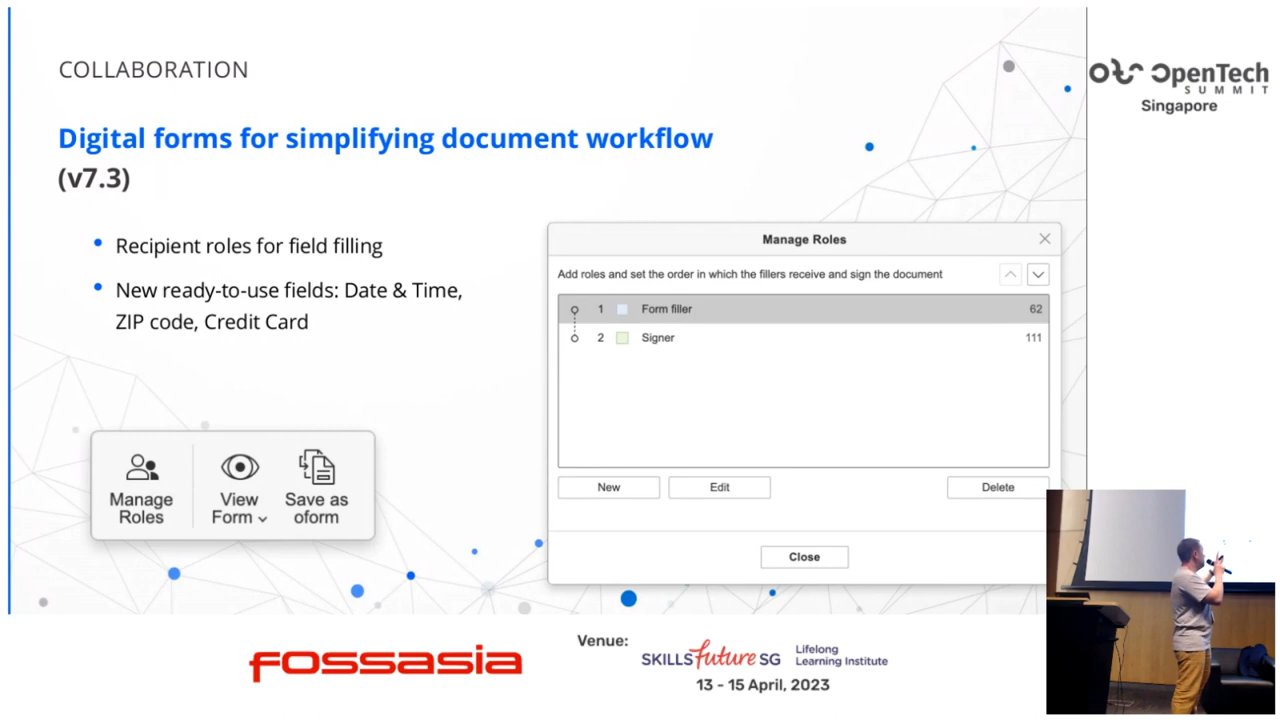 COLLABORATION
Digital forms for simplifying document workflow
(v7.3)
• Recipient roles for field filling
• New ready-to-use fields: Date & Time,
ZIP code, Credit Card
Manage
Roles
View
Form
Save as
oform
Manage Roles
Add roles and set the order in which the fillers receive and sign the document
1 Form filler 62
2 Signer 111
New Edit Delete
Close
OpenTech
SUMMIT
Singapore
fossasia
Venue:
SKILLSfuture SG
Lifelong
Learning Institute
13 - 15 April, 2023